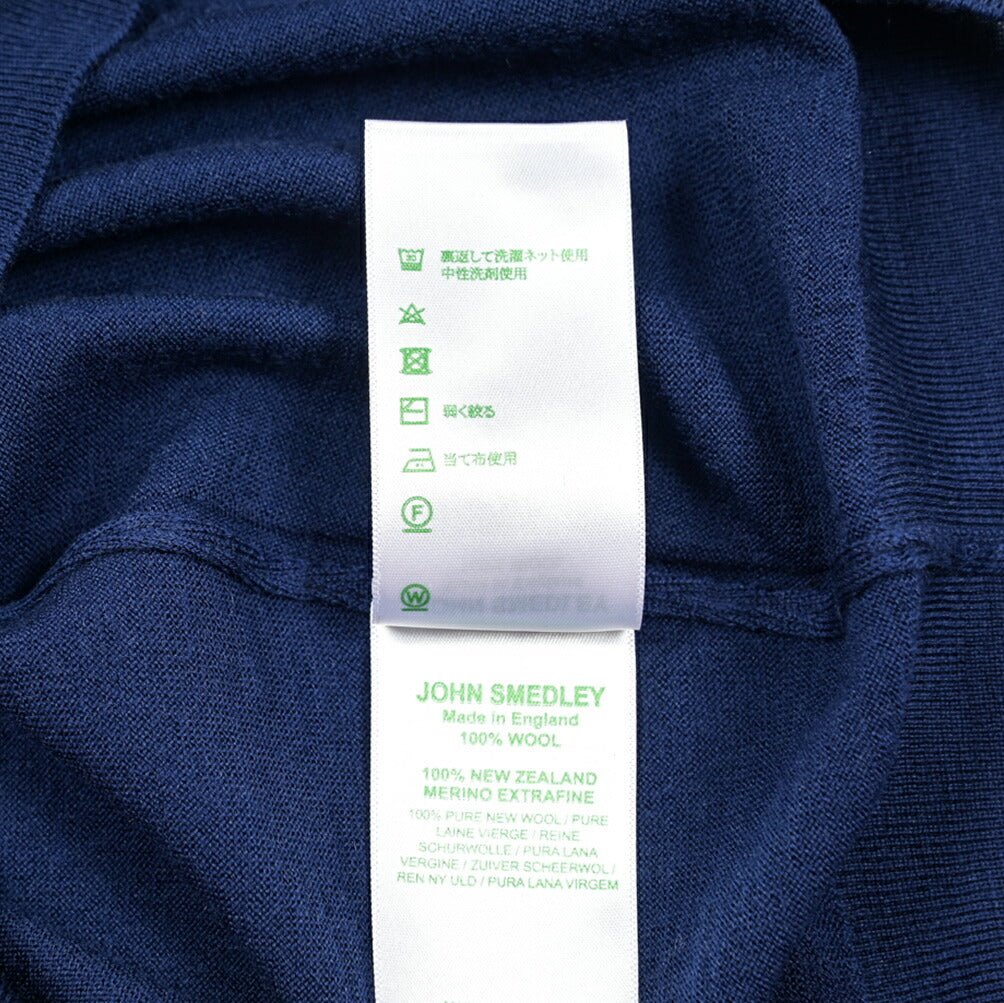 裏返して洗濯ネット使用
中性洗剤使用
弱く絞る
当て布使用
F
W
JOHN SMEDLEY
Made in England
100% WOOL
100% NEW ZEALAND
MERINO EXTRAFINE
100% PURE NEW WOOL / PURE
LAINE VIERGE / REINE
SCHURWOLLE / PURA LANA
VERGINE / ZUIVER SCHEERWOL /
REN NY ULD / PURA LANA VIRGEM